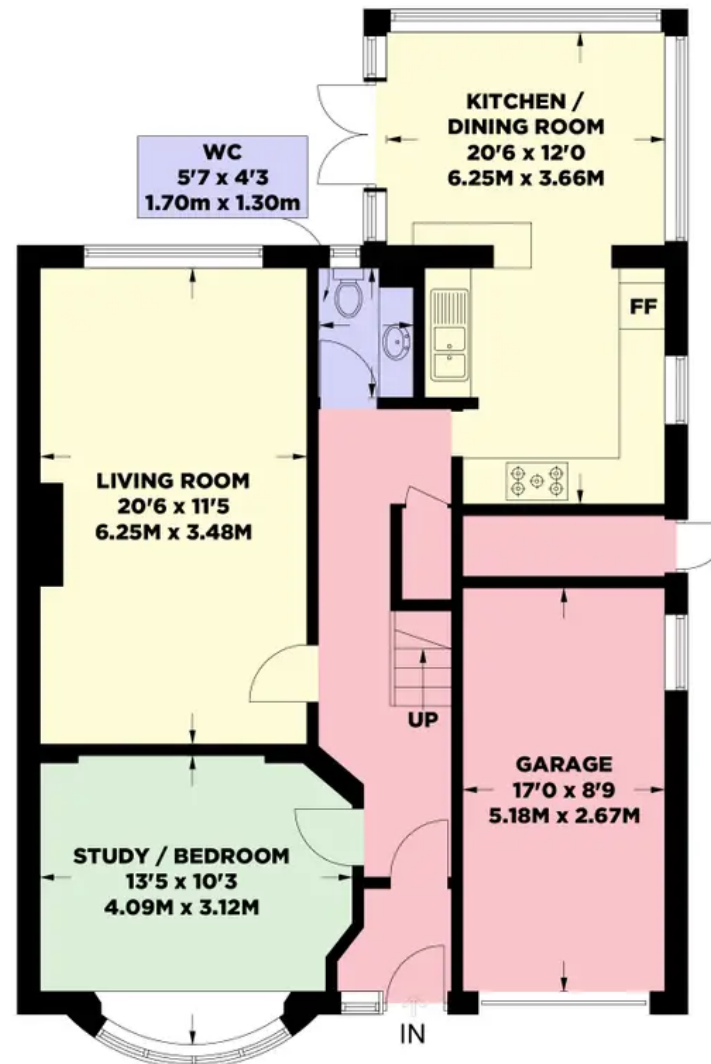 KITCHEN /
DINING ROOM
20'6 x 12'0
6.25M x 3.66M
WC
5'7 x 4'3
1.70m x 1.30m
FF
LIVING ROOM
20'6 x 11'5
6.25M x 3.48M
UP
GARAGE
17'0 x 8'9
5.18M x 2.67M
STUDY / BEDROOM
13'5 x 10'3
4.09M x 3.12M
IN